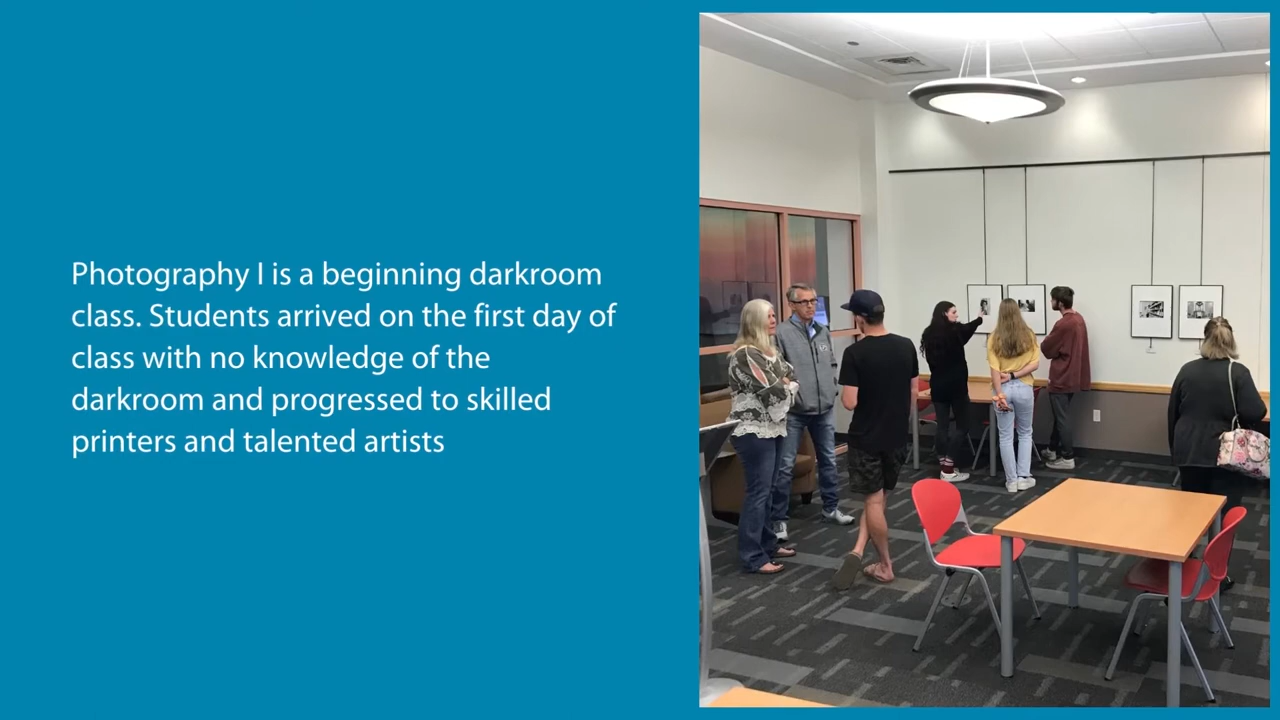 Photography I is a beginning darkroom
class. Students arrived on the first day of
class with no knowledge of the
darkroom and progressed to skilled
printers and talented artists